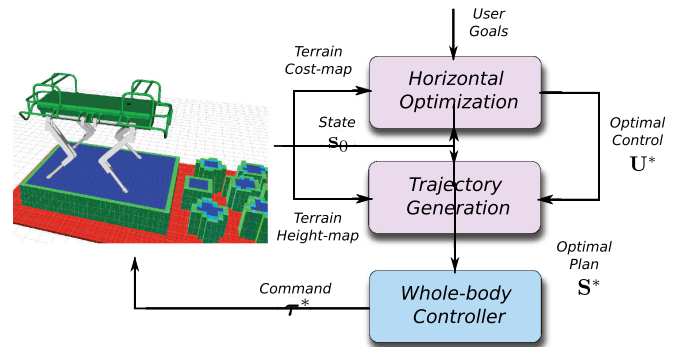 User
Goals
Terrain
Cost-map
Horizontal
Optimization
State
s₀
Optimal
Control
U*
Trajectory
Generation
Terrain
Height-map
Optimal
Plan
S*
Command
τ*
Whole-body
Controller